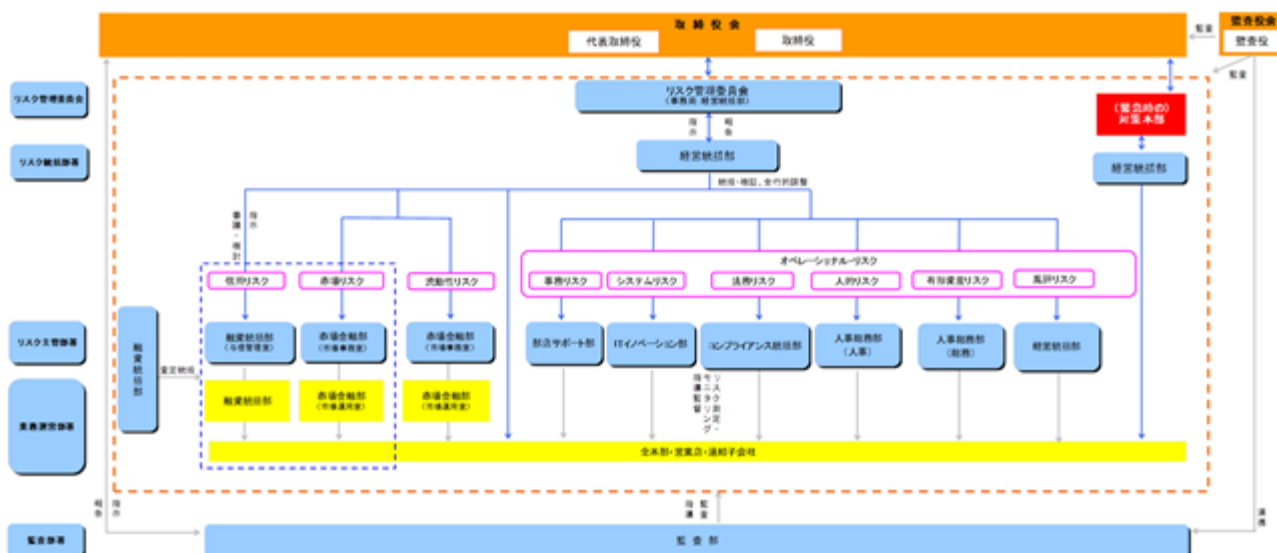 取締役会
代表取締役
取締役
監査役会
監査役
監査
監査
リスク管理委員会
リスク管理委員会
(事務局 経営統括部)
(緊急時の)
対策本部
指示
報告
リスク統括部署
経営統括部
経営統括部
統括・検証、全行的調整
指示
審議・検討
オペレーショナル・リスク
信用リスク
市場リスク
流動性リスク
事務リスク
システムリスク
法務リスク
人的リスク
有形資産リスク
風評リスク
リスク主管部署
融資統括部
査定統括
融資統括部
(与信管理室)
市場金融部
(市場事務室)
市場金融部
(市場事務室)
部店サポート部
ITイノベーション部
コンプライアンス統括部
人事総務部
(人事)
人事総務部
(総務)
経営統括部
業務運営部署
融資統括部
市場金融部
(市場運用室)
市場金融部
(市場運用室)
リスク測定・
モニタリング
指導監督
全本部・営業店・連結子会社
報告
指示
監査
指導
連携
監査部署
監査部